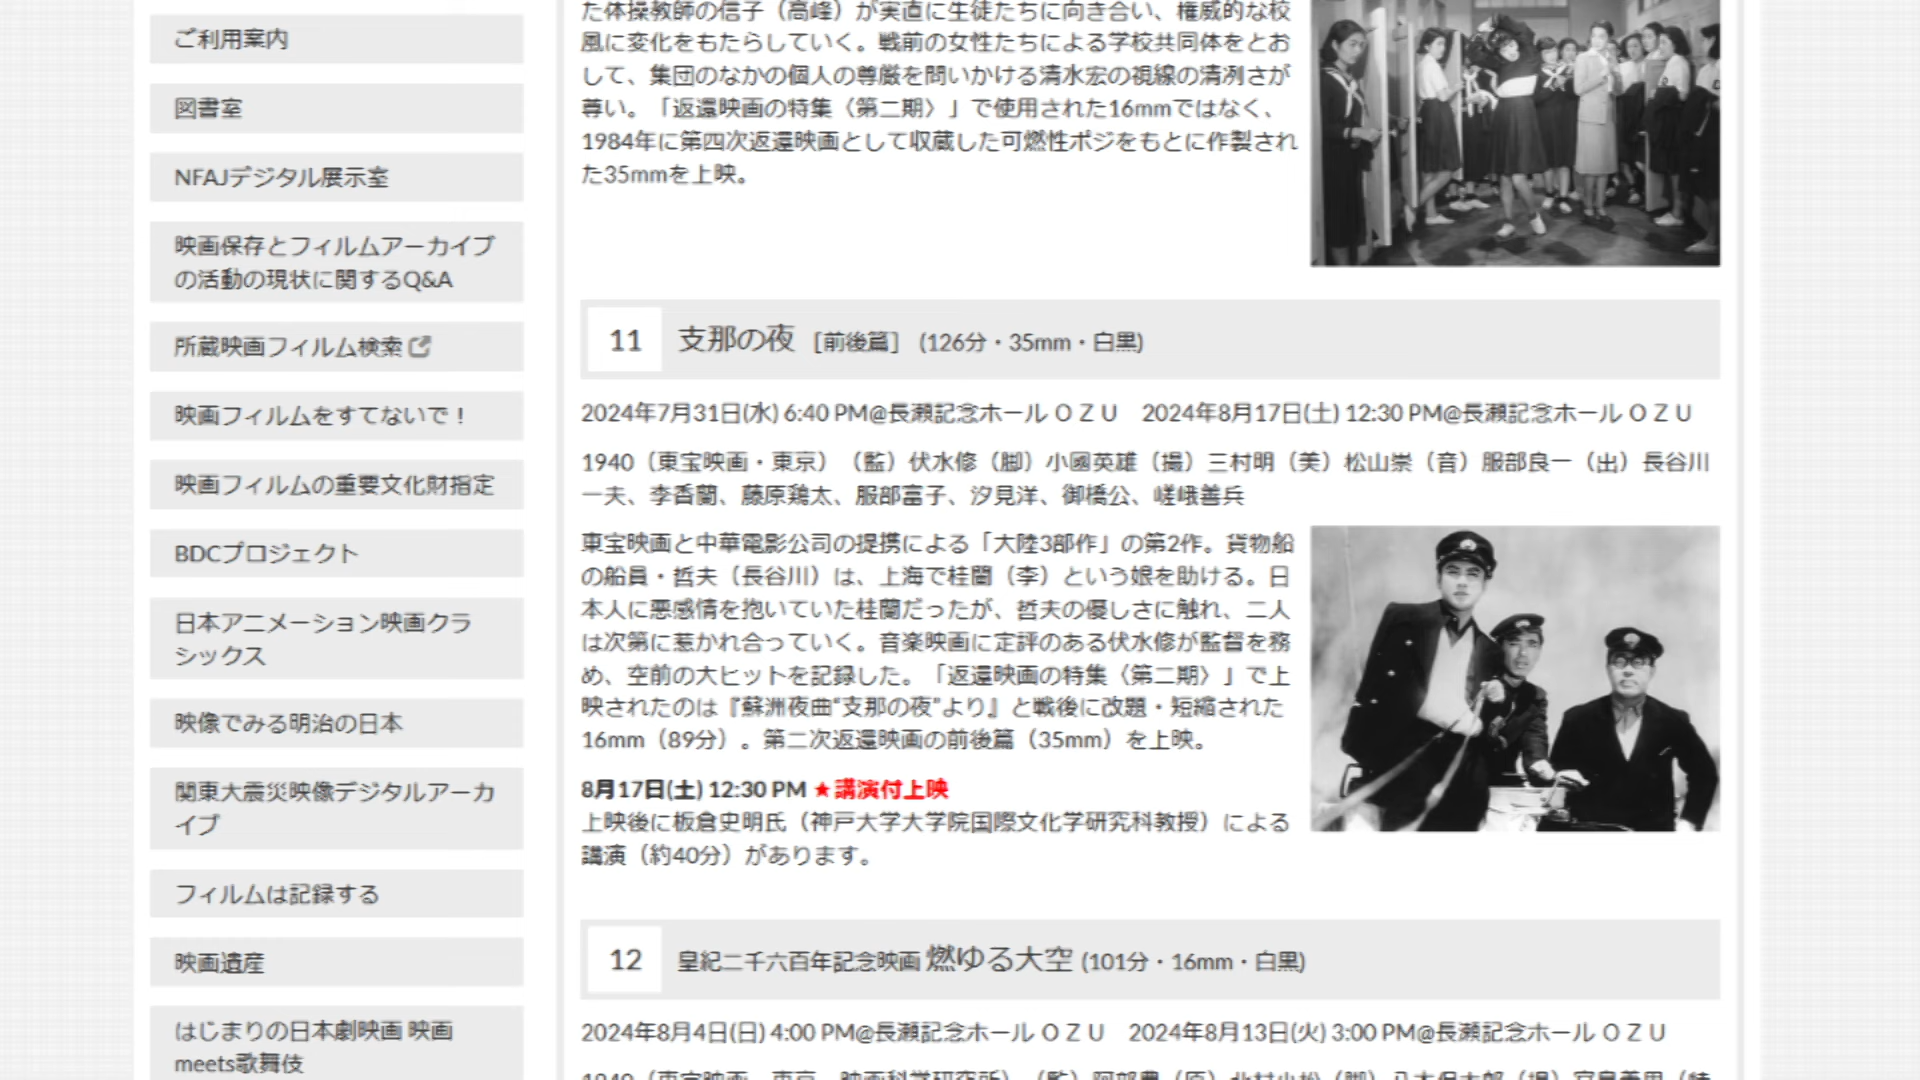 ご利用案内
図書室
NFAJデジタル展示室
映画保存とフィルムアーカイブ
の活動の現状に関するQ&A
所蔵映画フィルム検索
映画フィルムをすてないで！
映画フィルムの重要文化財指定
BDCプロジェクト
日本アニメーション映画クラ
シックス
映像でみる明治の日本
関東大震災映像デジタルアーカ
イブ
フィルムは記録する
映画遺産
はじまりの日本劇映画 映画
meets歌舞伎
た体操教師の信子（高峰）が実直に生徒たちに向き合い、権威的な校
風に変化をもたらしていく。戦前の女性たちによる学校共同体をとお
して、集団のなかの個人の尊厳を問いかける清水宏の視線の清冽さが
尊い。「返還映画の特集〈第二期〉」で使用された16mmではなく、
1984年に第四次返還映画として収蔵した可燃性ポジをもとに作製され
た35mmを上映。
11 支那の夜 ［前後篇］ (126分・35mm・白黒)
2024年7月31日(水) 6:40 PM@長瀬記念ホール ＯＺＵ 2024年8月17日(土) 12:30 PM@長瀬記念ホール ＯＺＵ
1940（東宝映画・東京）（監）伏水修（脚）小國英雄（撮）三村明（美）松山崇（音）服部良一（出）長谷川
一夫、李香蘭、藤原鶏太、服部富子、汐見洋、御橋公、嵯峨善兵
東宝映画と中華電影公司の提携による「大陸3部作」の第2作。貨物船
の船員・哲夫（長谷川）は、上海で桂蘭（李）という娘を助ける。日
本人に悪感情を抱いていた桂蘭だったが、哲夫の優しさに触れ、二人
は次第に惹かれ合っていく。音楽映画に定評のある伏水修が監督を務
め、空前の大ヒットを記録した。「返還映画の特集〈第二期〉」で上
映されたのは『蘇洲夜曲“支那の夜”より』と戦後に改題・短縮された
16mm（89分）。第二次返還映画の前後篇（35mm）を上映。
8月17日(土) 12:30 PM ★講演付上映
上映後に板倉史明氏（神戸大学大学院国際文化学研究科教授）による
講演（約40分）があります。
12 皇紀二千六百年記念映画 燃ゆる大空 (101分・16mm・白黒)
2024年8月4日(日) 4:00 PM@長瀬記念ホール ＯＺＵ 2024年8月13日(火) 3:00 PM@長瀬記念ホール ＯＺＵ